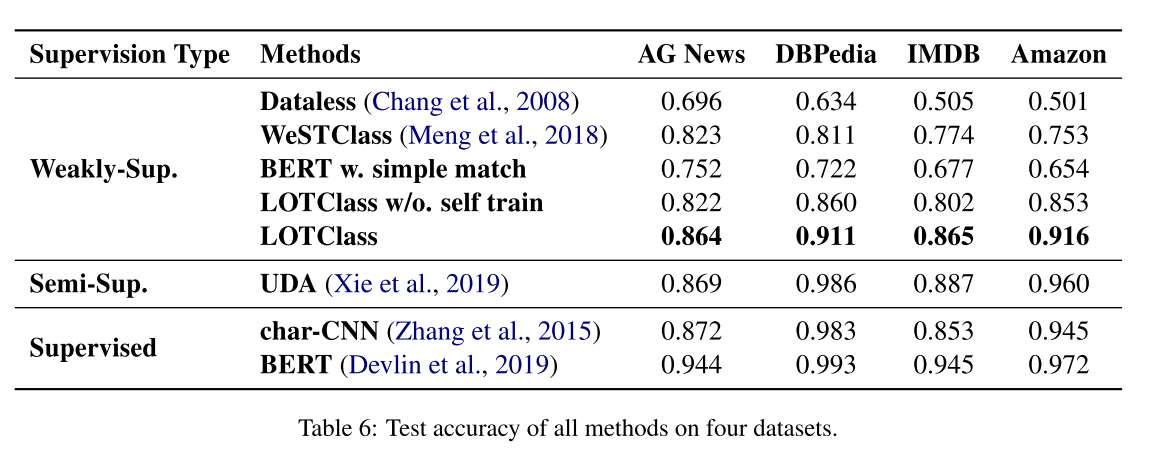 Supervision Type Methods AG News DBPedia IMDB Amazon
Dataless (Chang et al., 2008) 0.696 0.634 0.505 0.501
WeSTClass (Meng et al., 2018) 0.823 0.811 0.774 0.753
Weakly-Sup. BERT w. simple match 0.752 0.722 0.677 0.654
LOTClass w/o. self train 0.822 0.860 0.802 0.853
LOTClass 0.864 0.911 0.865 0.916
Semi-Sup. UDA (Xie et al., 2019) 0.869 0.986 0.887 0.960
char-CNN (Zhang et al., 2015) 0.872 0.983 0.853 0.945
Supervised
BERT (Devlin et al., 2019) 0.944 0.993 0.945 0.972
Table 6: Test accuracy of all methods on four datasets.